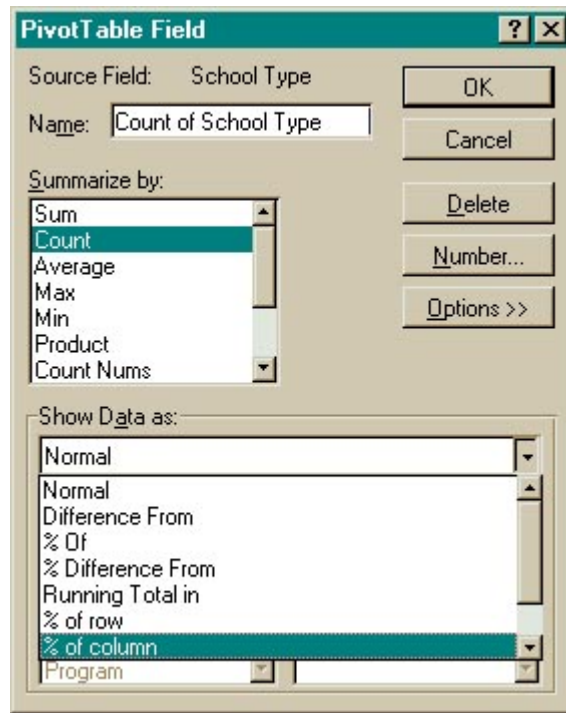 PivotTable Field
Source Field: School Type
OK
Name: Count of School Type
Cancel
Summarize by:
Sum
Count
Average
Max
Min
Product
Count Nums
Delete
Number...
Options >>
Show Data as:
Normal
Normal
Difference From
% Of
% Difference From
Running Total in
% of row
% of column
Program